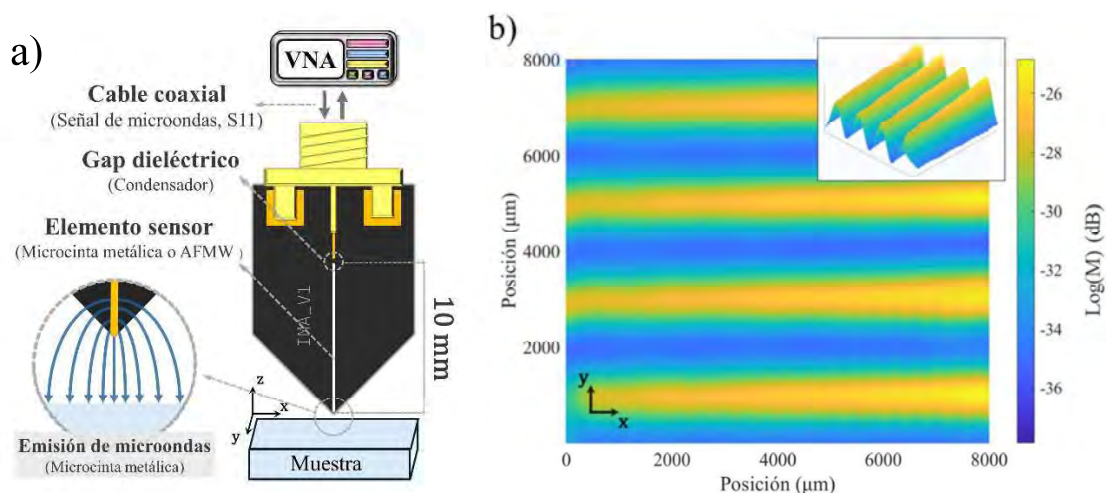 a)
VNA
Cable coaxial
(Señal de microondas, S11)
Gap dieléctrico
(Condensador)
Elemento sensor
(Microcinta metálica o AFMW)
INA_V1
10 mm
z
x
y
Muestra
Emisión de microondas
(Microcinta metálica)
b)
8000
6000
4000
2000
Posición (µm)
y
x
0
2000
4000
6000
8000
Posición (µm)
-26
-28
-30
-32
-34
-36
Log(M) (dB)